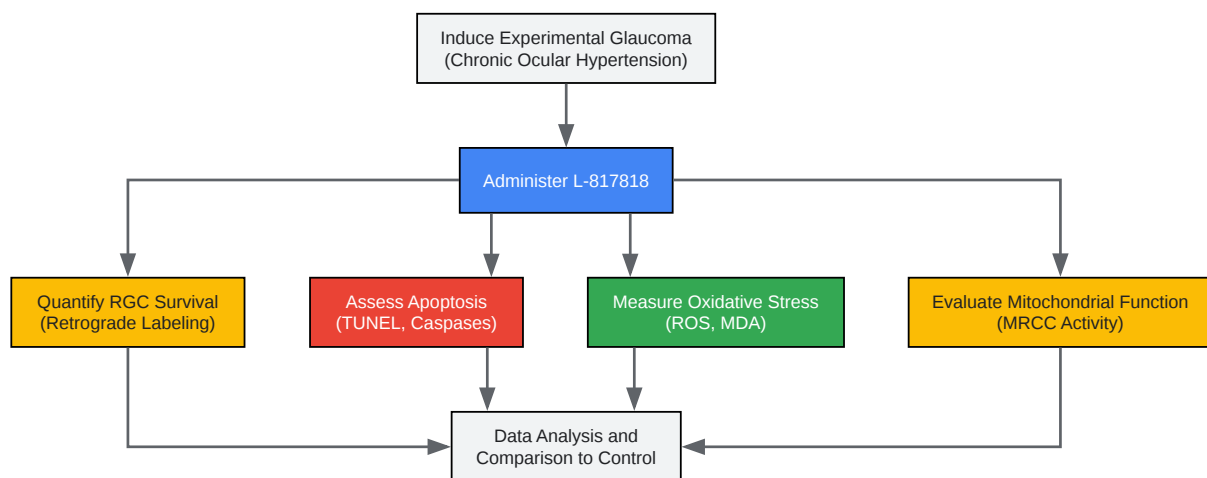 Induce Experimental Glaucoma
(Chronic Ocular Hypertension)
Administer L-817818
Quantify RGC Survival
(Retrograde Labeling)
Assess Apoptosis
(TUNEL, Caspases)
Measure Oxidative Stress
(ROS, MDA)
Evaluate Mitochondrial Function
(MRCC Activity)
Data Analysis and
Comparison to Control